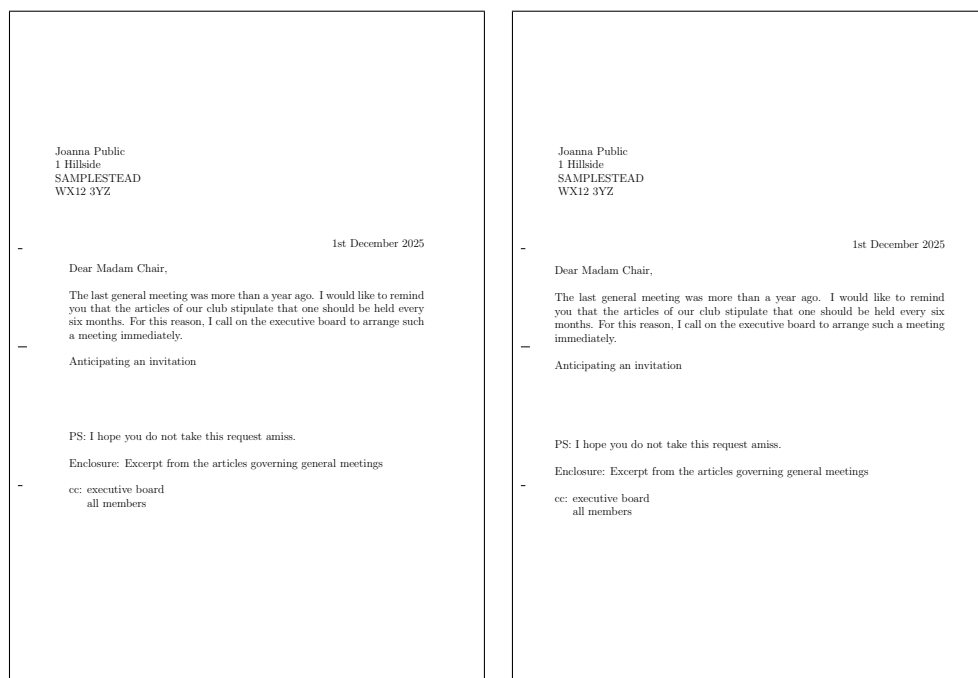 Joanna Public
1 Hillside
SAMPLESTEAD
WX12 3YZ
1st December 2025
Dear Madam Chair,
The last general meeting was more than a year ago. I would like to remind
you that the articles of our club stipulate that one should be held every
six months. For this reason, I call on the executive board to arrange such
a meeting immediately.
Anticipating an invitation
PS: I hope you do not take this request amiss.
Enclosure: Excerpt from the articles governing general meetings
cc: executive board
all members
Joanna Public
1 Hillside
SAMPLESTEAD
WX12 3YZ
1st December 2025
Dear Madam Chair,
The last general meeting was more than a year ago. I would like to remind
you that the articles of our club stipulate that one should be held every six
months. For this reason, I call on the executive board to arrange such a meeting
immediately.
Anticipating an invitation
PS: I hope you do not take this request amiss.
Enclosure: Excerpt from the articles governing general meetings
cc: executive board
all members